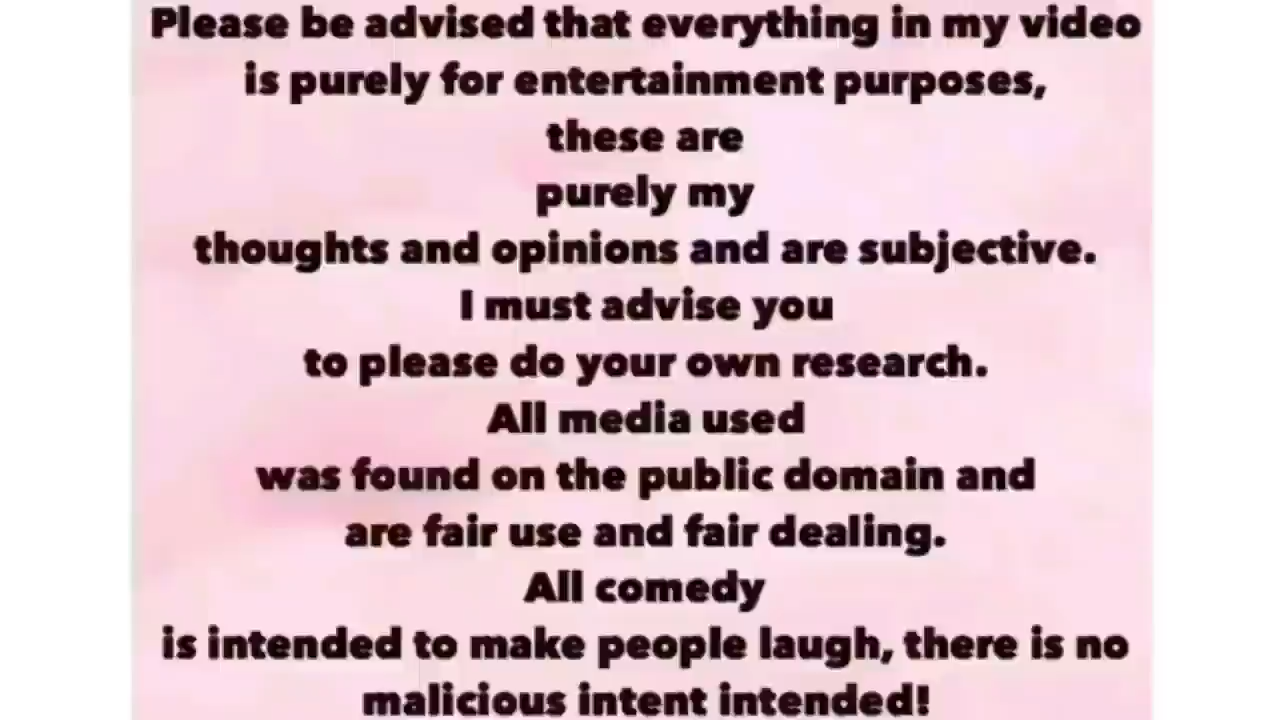 Please be advised that everything in my video
is purely for entertainment purposes,
these are
purely my
thoughts and opinions and are subjective.
I must advise you
to please do your own research.
All media used
was found on the public domain and
are fair use and fair dealing.
All comedy
is intended to make people laugh, there is no
malicious intent intended!